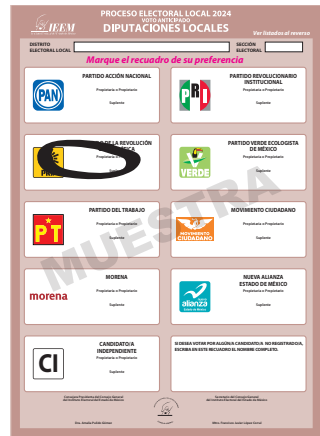 PROCESO ELECTORAL LOCAL 2024
VOTO ANTICIPADO
DIPUTACIONES LOCALES
IEEM
Ver listados al reverso
DISTRITO
ELECTORAL LOCAL
SECCIÓN
ELECTORAL
Marque el recuadro de su preferencia
PARTIDO ACCIÓN NACIONAL
Propietaria o Propietario
Suplente
PAN
PARTIDO REVOLUCIONARIO
INSTITUCIONAL
Propietaria o Propietario
Suplente
PRI
DE LA REVOLUCIÓN
Suplente
PARTIDO VERDE ECOLOGISTA
DE MÉXICO
Propietaria o Propietario
Suplente
VERDE
PARTIDO DEL TRABAJO
Propietaria o Propietario
Suplente
PT
MOVIMIENTO CIUDADANO
Propietaria o Propietario
Suplente
MOVIMIENTO
CIUDADANO
MUESTRA
MORENA
Propietaria o Propietario
Suplente
morena
NUEVA ALIANZA
ESTADO DE MÉXICO
Propietaria o Propietario
Suplente
alianza
CANDIDATO/A
INDEPENDIENTE
Propietaria o Propietario
Suplente
CI
SI DESEA VOTAR POR ALGÚN/A CANDIDATO/A NO REGISTRADO/A,
ESCRIBA EN ESTE RECUADRO EL NOMBRE COMPLETO.